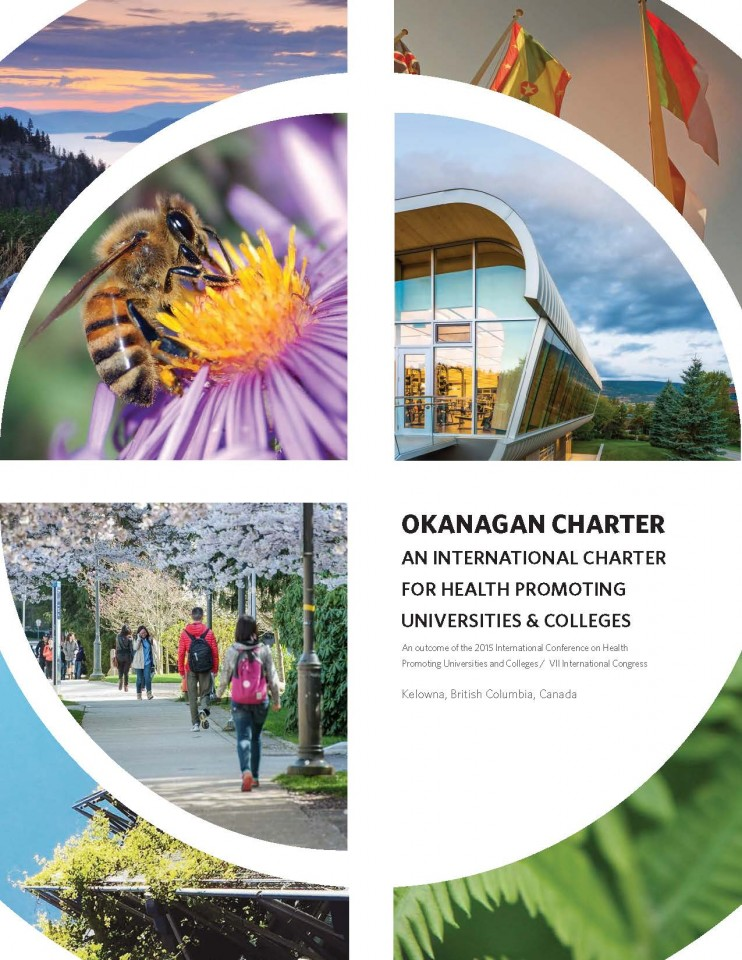 OKANAGAN CHARTER
AN INTERNATIONAL CHARTER
FOR HEALTH PROMOTING
UNIVERSITIES & COLLEGES
An outcome of the 2015 International Conference on Health
Promoting Universities and Colleges / VII International Congress
Kelowna, British Columbia, Canada